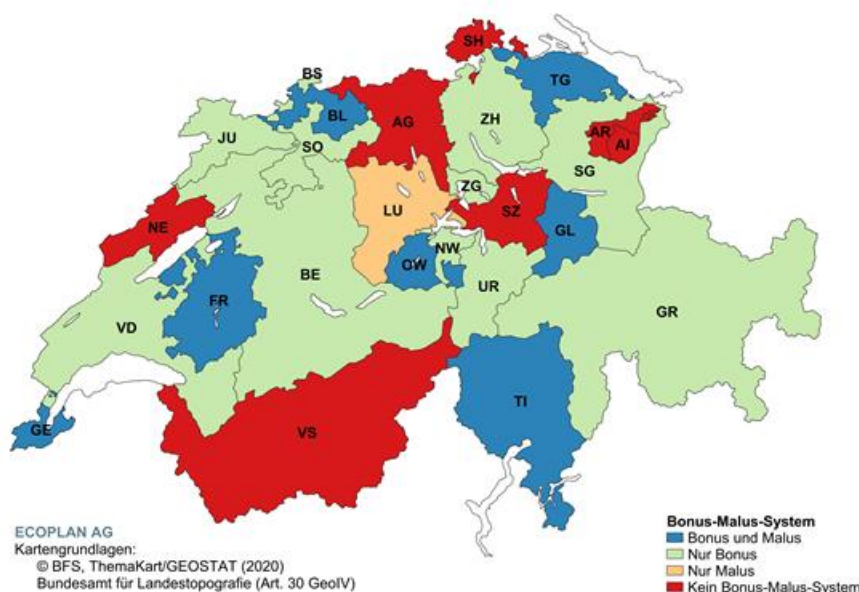 SH
BS
TG
BL
AG
ZH
JU
SO
AR
AI
SG
ZG
LU
SZ
NE
GL
NW
OW
BE
UR
FR
GR
VD
TI
GE
VS
ECOPLAN AG
Kartengrundlagen:
© BFS, ThemaKart/GEOSTAT (2020)
Bundesamt für Landestopografie (Art. 30 GeoIV)
Bonus-Malus-System
Bonus und Malus
Nur Bonus
Nur Malus
Kein Bonus-Malus-System